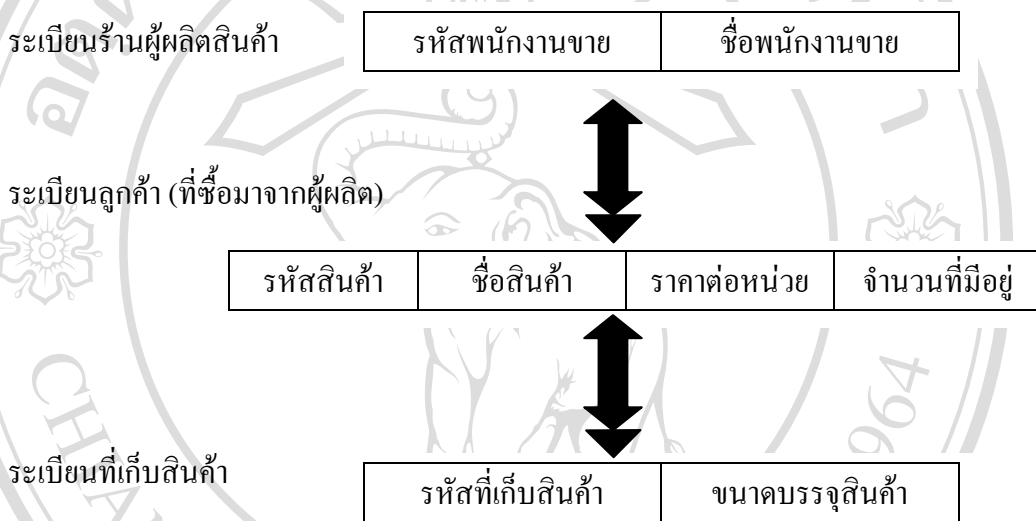 ระเบียนร้านผู้ผลิตสินค้า
รหัสพนักงานขาย ชื่อพนักงานขาย
ระเบียนลูกค้า (ที่ซื้อมาจากผู้ผลิต)
รหัสสินค้า ชื่อสินค้า ราคาต่อหน่วย จำนวนที่มีอยู่
ระเบียนที่เก็บสินค้า
รหัสที่เก็บสินค้า ขนาดบรรจุสินค้า